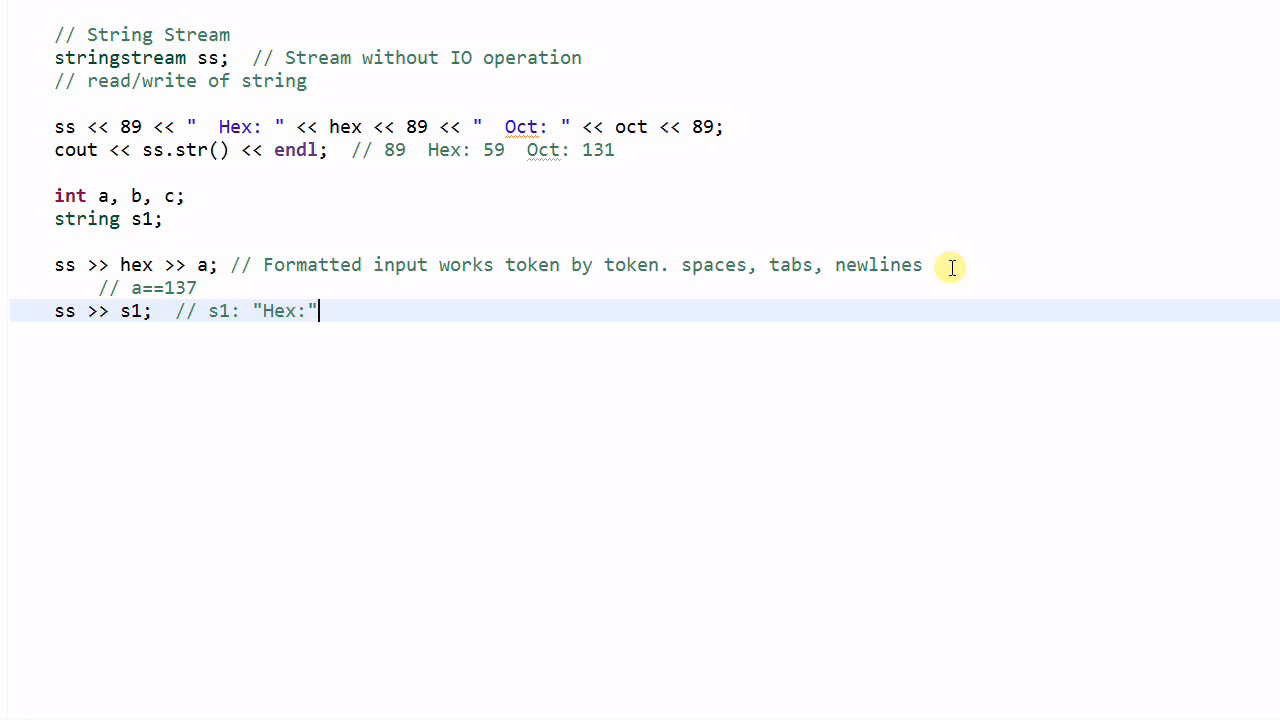 // String Stream
stringstream ss;  // Stream without IO operation
// read/write of string
ss << 89 << "  Hex: " << hex << 89 << "  Oct: " << oct << 89;
cout << ss.str() << endl;  // 89  Hex: 59  Oct: 131
int a, b, c;
string s1;
ss >> hex >> a; // Formatted input works token by token. spaces, tabs, newlines
// a==137
ss >> s1;  // s1: "Hex:"